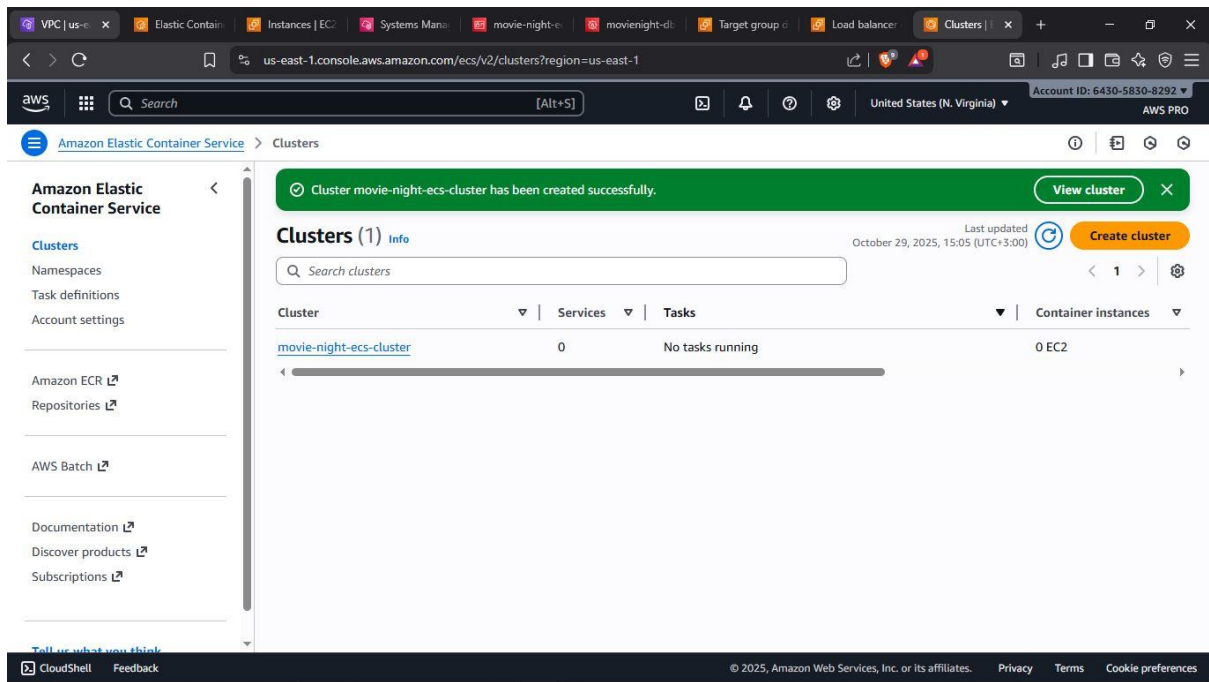 VPC | us-e
Elastic Contain
Instances | EC2
Systems Mana
movie-night-e
movienight-db
Target group d
Load balancer
Clusters |
us-east-1.console.aws.amazon.com/ecs/v2/clusters?region=us-east-1
aws
Search
[Alt+S]
United States (N. Virginia)
Account ID: 6430-5830-8292
AWS PRO
Amazon Elastic Container Service > Clusters
Amazon Elastic
Container Service
Clusters
Namespaces
Task definitions
Account settings
Amazon ECR
Repositories
AWS Batch
Documentation
Discover products
Subscriptions
Tell us what you think
Cluster movie-night-ecs-cluster has been created successfully.
View cluster
Clusters (1) Info
Last updated
October 29, 2025, 15:05 (UTC+3:00)
Create cluster
Search clusters
1
Cluster Services Tasks Container instances
movie-night-ecs-cluster 0 No tasks running 0 EC2
CloudShell Feedback © 2025, Amazon Web Services, Inc. or its affiliates. Privacy Terms Cookie preferences